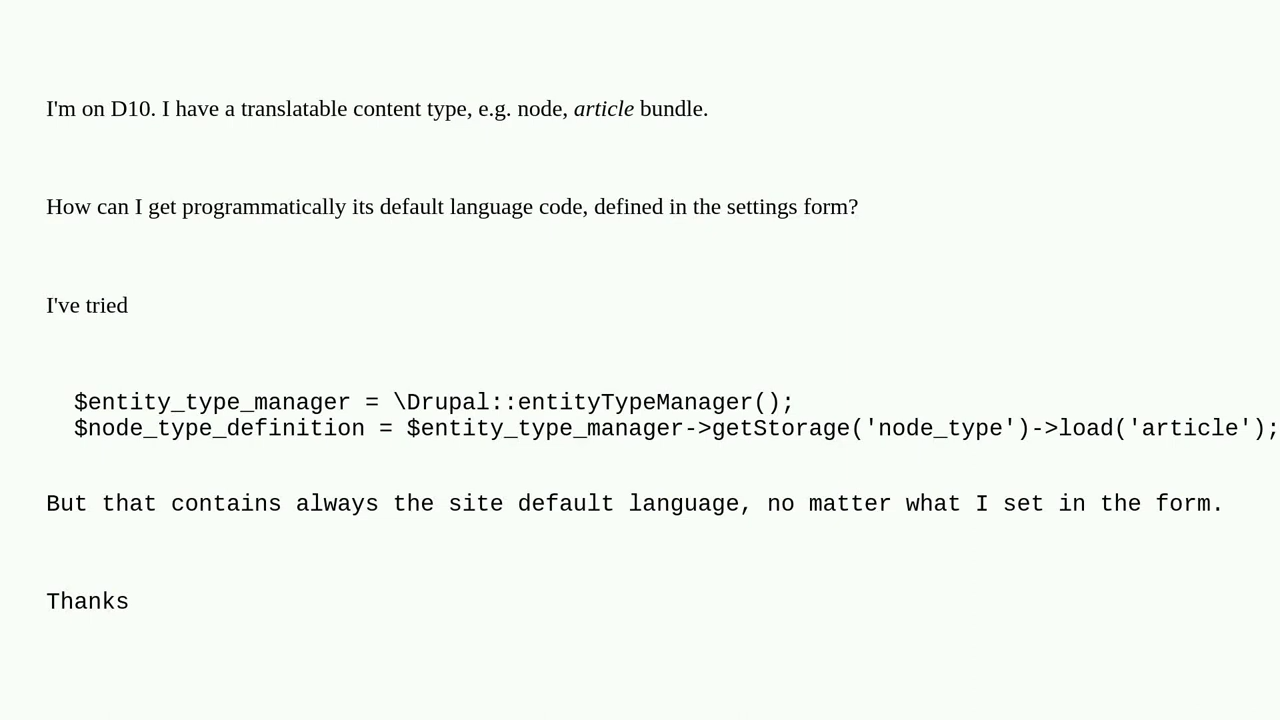 I'm on D10. I have a translatable content type, e.g. node, article bundle.
How can I get programmatically its default language code, defined in the settings form?
I've tried
$entity_type_manager = \Drupal::entityTypeManager();
$node_type_definition = $entity_type_manager->getStorage('node_type')->load('article');
But that contains always the site default language, no matter what I set in the form.
Thanks